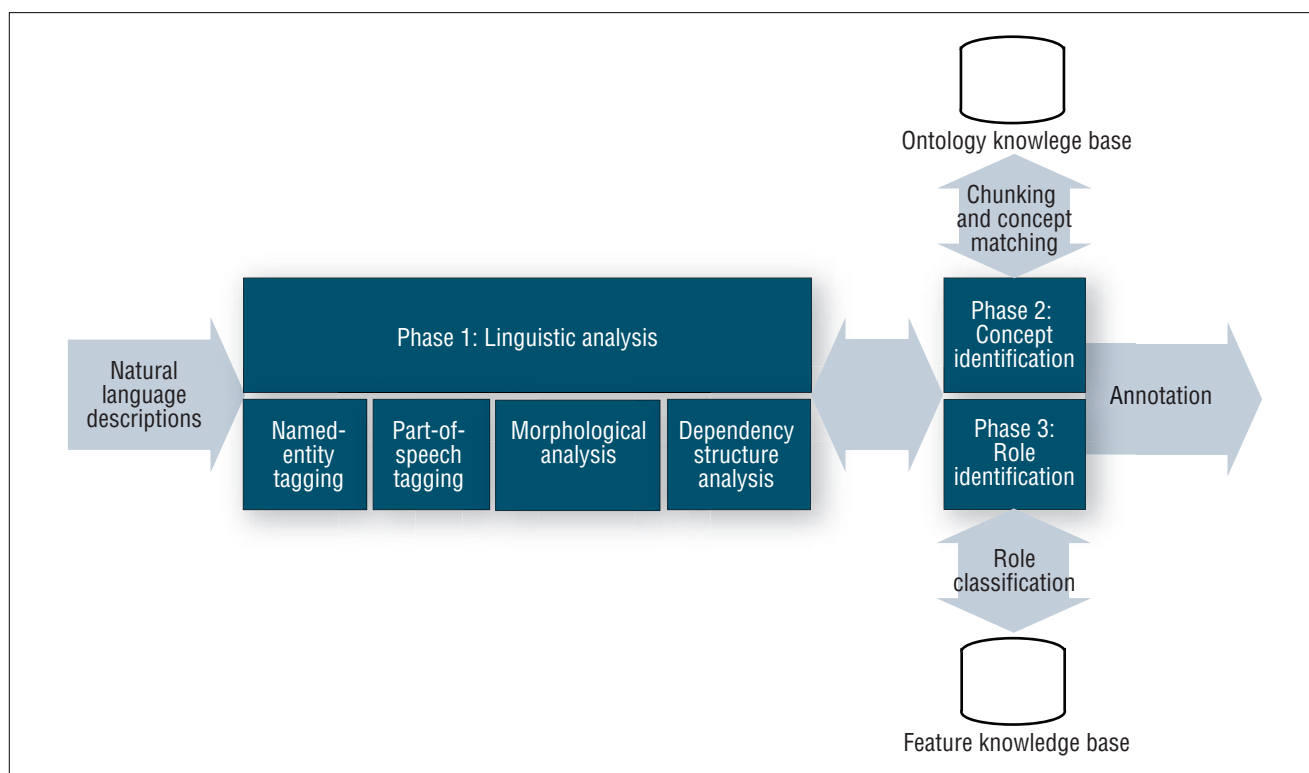 Ontology knowlege base
Chunking
and concept
matching
Phase 1: Linguistic analysis
Phase 2:
Concept
identification
Natural
language
descriptions
Annotation
Named-
entity
tagging
Part-of-
speech
tagging
Morphological
analysis
Dependency
structure
analysis
Phase 3:
Role
identification
Role
classification
Feature knowledge base